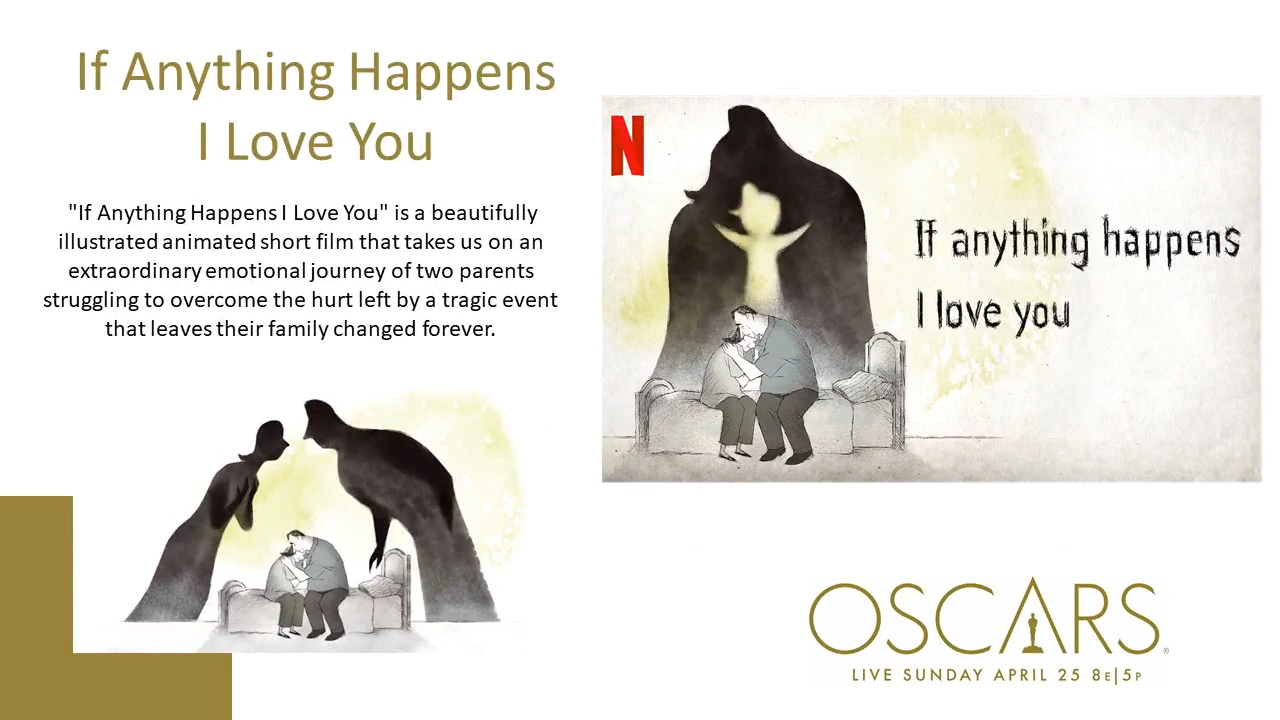 If Anything Happens
I Love You
"If Anything Happens I Love You" is a beautifully
illustrated animated short film that takes us on an
extraordinary emotional journey of two parents
struggling to overcome the hurt left by a tragic event
that leaves their family changed forever.
N
If anything happens
I love you
OSCARS®
LIVE SUNDAY APRIL 25 8E|5P